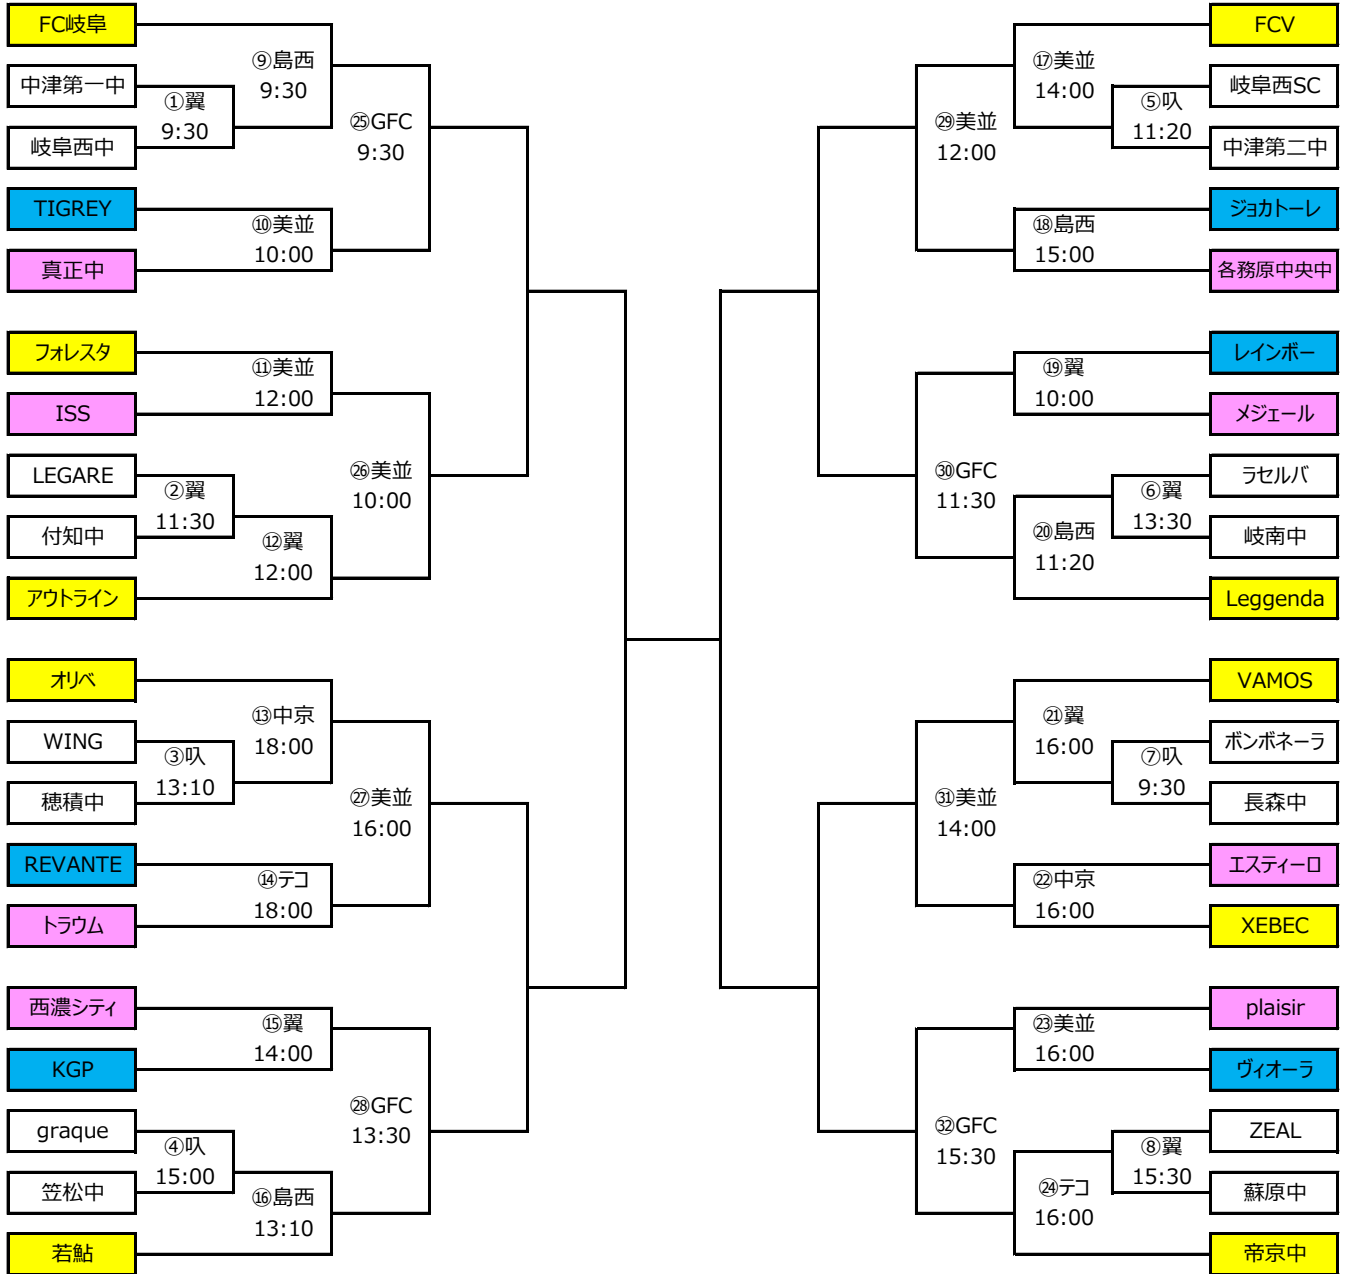 FC岐阜
中津第一中
岐阜西中
TIGREY
真正中
フォレスタ
ISS
LEGARE
付知中
アウトライン
オリベ
WING
穂積中
REVANTE
トラウム
西濃シティ
KGP
graque
笠松中
若鮎
①翼
9:30
②翼
11:30
③叺
13:10
④叺
15:00
⑨島西
9:30
⑩美並
10:00
⑪美並
12:00
⑫翼
12:00
⑬中京
18:00
⑭テコ
18:00
⑮翼
14:00
⑯島西
13:10
㉕GFC
9:30
㉖美並
10:00
㉗美並
16:00
㉘GFC
13:30
㉙美並
12:00
㉚GFC
11:30
㉛美並
14:00
㉜GFC
15:30
⑰美並
14:00
⑱島西
15:00
⑲翼
10:00
⑳島西
11:20
㉑翼
16:00
㉒中京
16:00
㉓美並
16:00
㉔テコ
16:00
⑤叺
11:20
⑥翼
13:30
⑦叺
9:30
⑧翼
15:30
FCV
岐阜西SC
中津第二中
ジョカトーレ
各務原中央中
レインボー
メジェール
ラセルバ
岐南中
Leggenda
VAMOS
ボンボネーラ
長森中
エスティーロ
XEBEC
plaisir
ヴィオーラ
ZEAL
蘇原中
帝京中